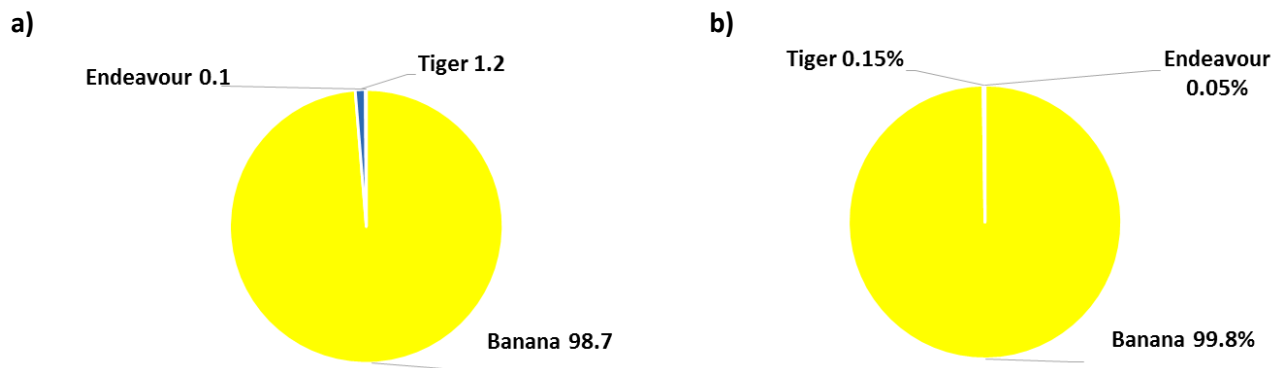 a)
Endeavour 0.1
Tiger 1.2
Banana 98.7
b)
Tiger 0.15%
Endeavour
0.05%
Banana 99.8%